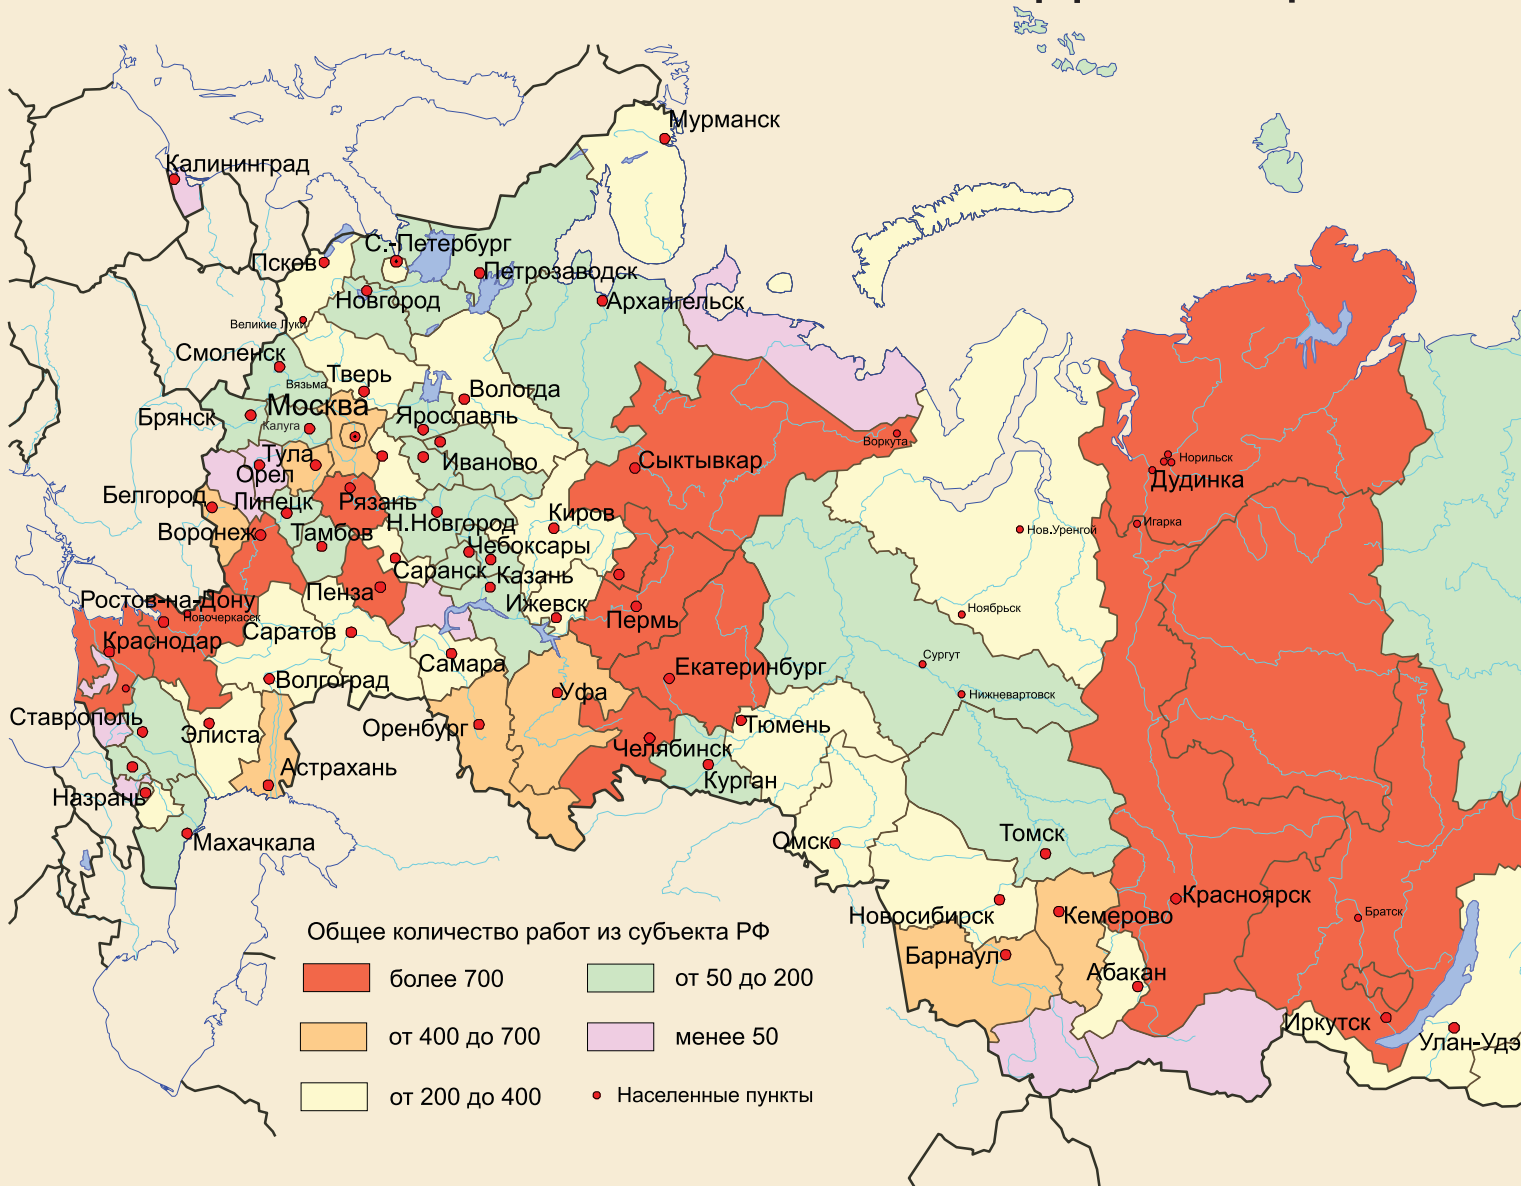 Мурманск
Калининград
С.-Петербург
Псков
Петрозаводск
Новгород
Архангельск
Великие Луки
Смоленск
Вязьма
Тверь
Вологда
Москва
Брянск
Калуга
Ярославль
Воркута
Тула
Иваново
Сыктывкар
Норильск
Орел
Дудинка
Белгород
Липецк
Рязань
Киров
Н.Новгород
Игарка
Воронеж
Тамбов
Нов.Уренгой
Чебоксары
Саранск
Казань
Пенза
Ижевск
Ростов-на-Дону
Новочеркасск
Ноябрьск
Пермь
Краснодар
Саратов
Самара
Сургут
Екатеринбург
Волгоград
Уфа
Нижневартовск
Ставрополь
Элиста
Оренбург
Тюмень
Челябинск
Астрахань
Курган
Назрань
Махачкала
Омск
Томск
Красноярск
Новосибирск
Кемерово
Братск
Барнаул
Абакан
Иркутск
Улан-Удэ
Общее количество работ из субъекта РФ
более 700
от 50 до 200
от 400 до 700
менее 50
от 200 до 400
Населенные пункты